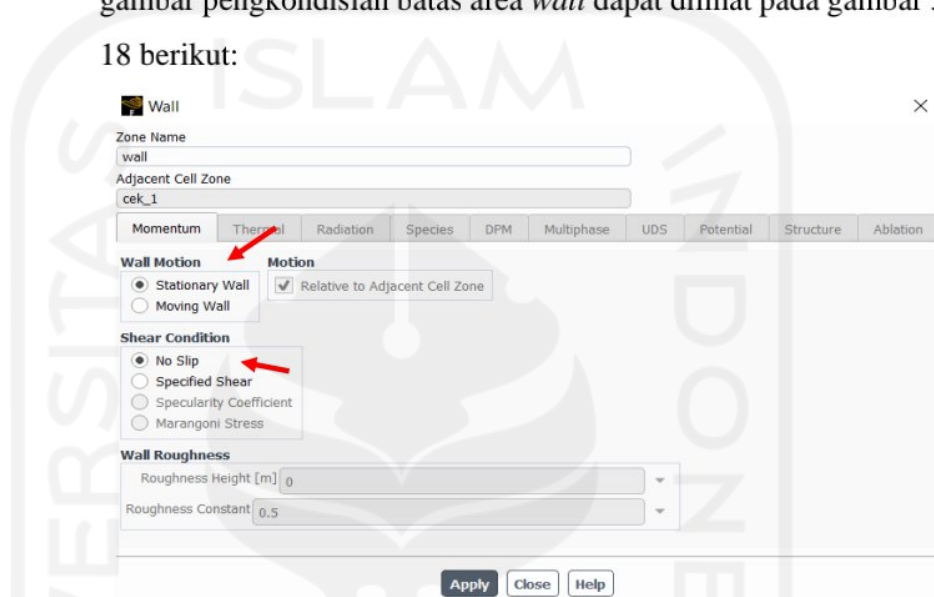 gambar pengkondisian batas area wall dapat dilihat pada gambar
18 berikut:
Wall
Zone Name
wall
Adjacent Cell Zone
cek_1
Momentum Thermal Radiation Species DPM Multiphase UDS Potential Structure Ablation
Wall Motion Motion
Stationary Wall Relative to Adjacent Cell Zone
Moving Wall
Shear Condition
No Slip
Specified Shear
Specularity Coefficient
Marangoni Stress
Wall Roughness
Roughness Height [m] 0
Roughness Constant 0.5
Apply Close Help
ISLAM
INDONE
VERSITAS